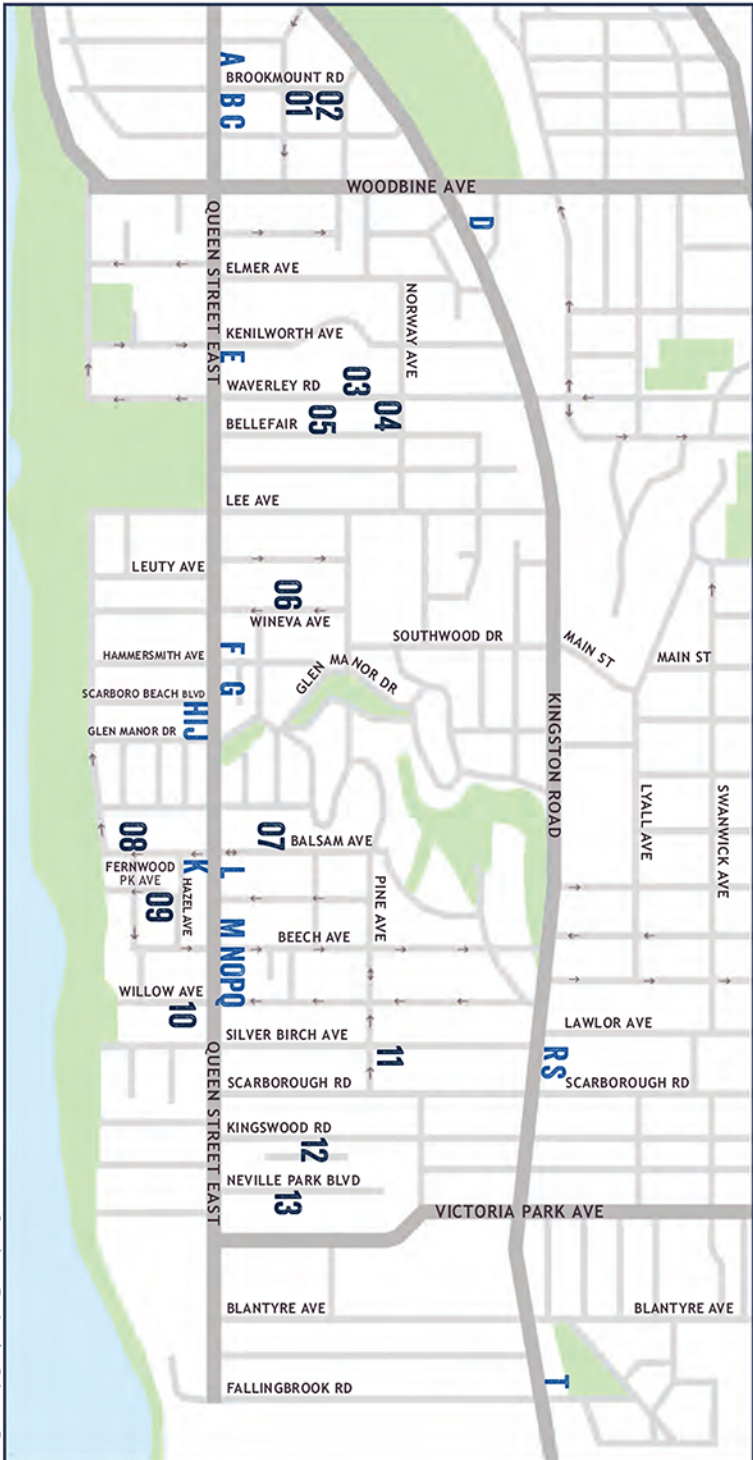 A
BROOKMOUNT RD
B C
01
02
WOODBINE AVE
D
QUEEN STREET EAST
ELMER AVE
NORWAY AVE
KENILWORTH AVE
E
WAVERLEY RD
03
04
BELLEFAIR
05
LEE AVE
LEUTY AVE
06
WINEVA AVE
SOUTHWOOD DR
MAIN ST
MAIN ST
HAMMERSMITH AVE
F
GLEN MANOR DR
G
SCARBORO BEACH BLVD
HIJ
GLEN MANOR DR
KINGSTON ROAD
LYALL AVE
SWANWICK AVE
08
07
BALSAM AVE
FERNWOOD
PK AVE
K
L
HAZEL AVE
09
PINE AVE
M NOPQ
BEECH AVE
WILLOW AVE
10
LAWLOR AVE
SILVER BIRCH AVE
11
R S
SCARBOROUGH RD
SCARBOROUGH RD
QUEEN STREET EAST
KINGSWOOD RD
12
NEVILLE PARK BLVD
13
VICTORIA PARK AVE
BLANTYRE AVE
BLANTYRE AVE
FALLINGBROOK RD
T